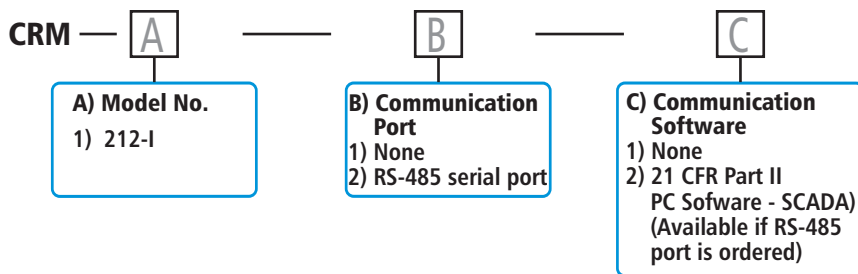 CRM A B C
A) Model No.
1) 212-I
B) Communication
Port
1) None
2) RS-485 serial port
C) Communication
Software
1) None
2) 21 CFR Part II
PC Sofware - SCADA)
(Available if RS-485
port is ordered)